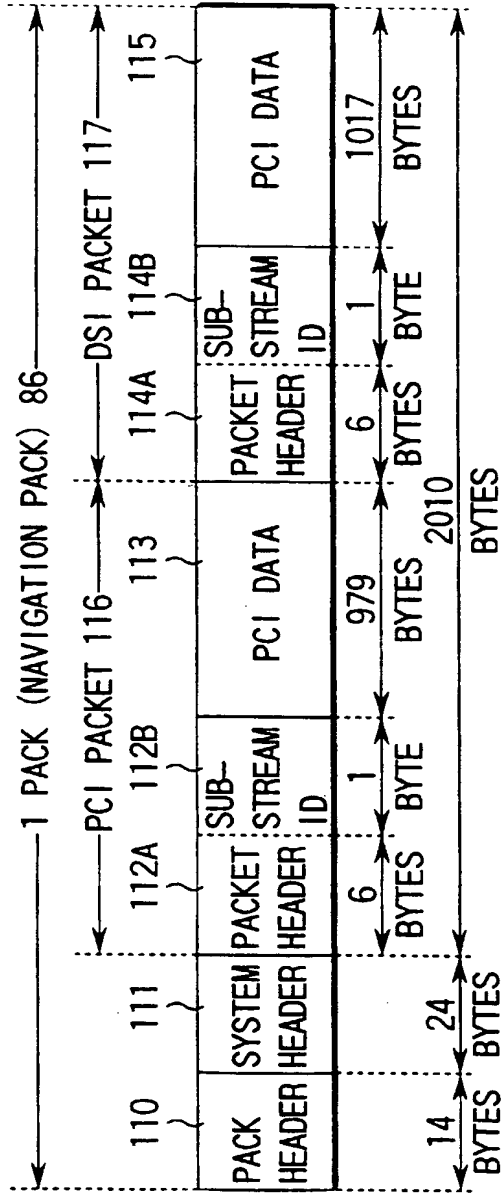 1 PACK (NAVIGATION PACK) 86
PCI PACKET 116
DSI PACKET 117
110
111
112A
112B
113
114A
114B
115
PACK
HEADER
SYSTEM
HEADER
PACKET
HEADER
SUB-
STREAM
ID
PCI DATA
PACKET
HEADER
SUB-
STREAM
ID
PCI DATA
14
BYTES
24
BYTES
6
BYTES
1
BYTE
979
BYTES
6
BYTES
1
BYTE
1017
BYTES
2010
BYTES